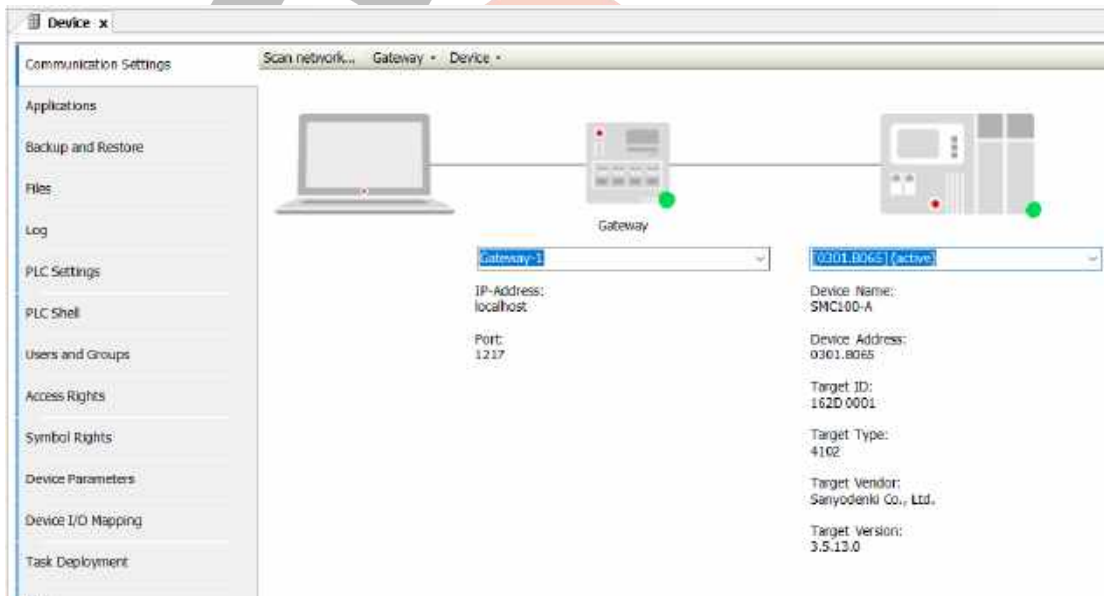 Device x
Communication Settings
Scan network... Gateway Device
Applications
Backup and Restore
Files
Log
PLC Settings
PLC Shell
Users and Groups
Access Rights
Symbol Rights
Device Parameters
Device I/O Mapping
Task Deployment
Gateway
Gateway-1
IP-Address:
localhost
Port:
1217
[0301.B065] (active)
Device Name:
SMC100-A
Device Address:
0301.B065
Target ID:
162D 0001
Target Type:
4102
Target Vendor:
Sanyodenki Co., Ltd.
Target Version:
3.5.13.0